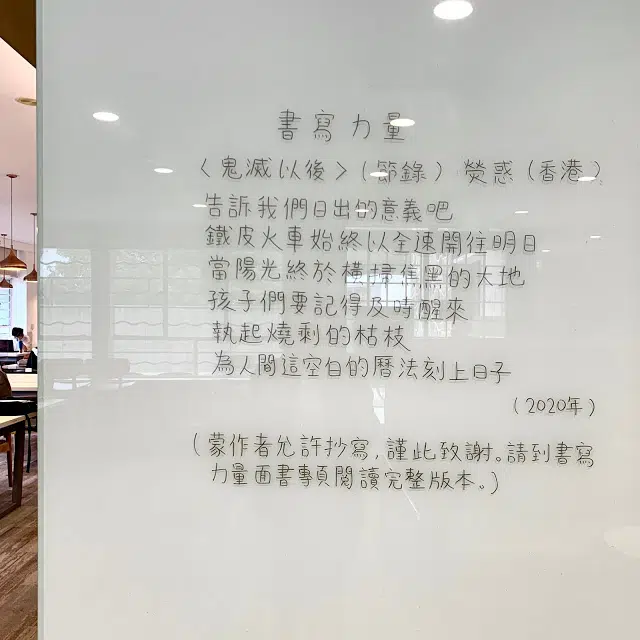 書寫力量
〈鬼滅以後〉(節錄) 熒惑(香港)
告訴我們日出的意義吧
鐵皮火車始終以全速開往明日
當陽光終於橫掃焦黑的大地
孩子們要記得及時醒來
執起燒剩的枯枝
為人間這空白的曆法刻上日子
(2020年)
(蒙作者允許抄寫,謹此致謝。請到書寫
力量面書專頁閱讀完整版本。)